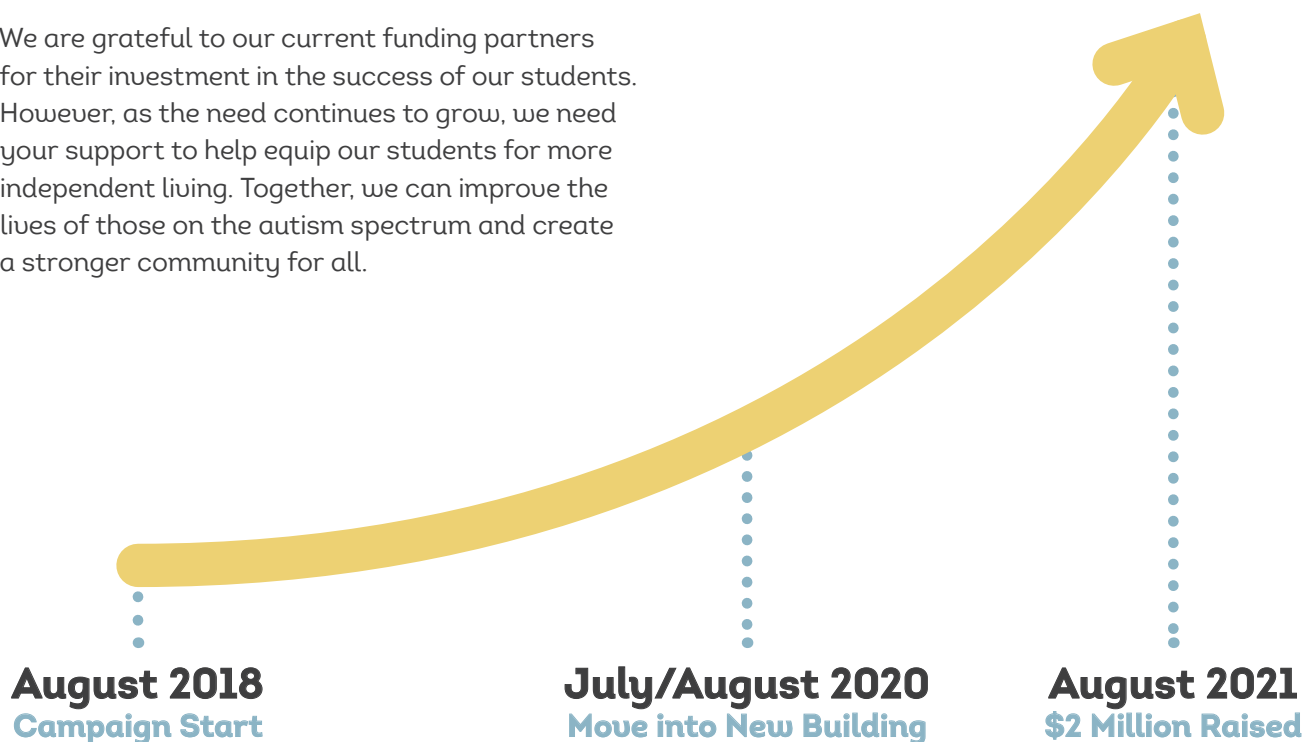 We are grateful to our current funding partners
for their investment in the success of our students.
However, as the need continues to grow, we need
your support to help equip our students for more
independent living. Together, we can improve the
lives of those on the autism spectrum and create
a stronger community for all.
August 2018
Campaign Start
July/August 2020
Move into New Building
August 2021
$2 Million Raised